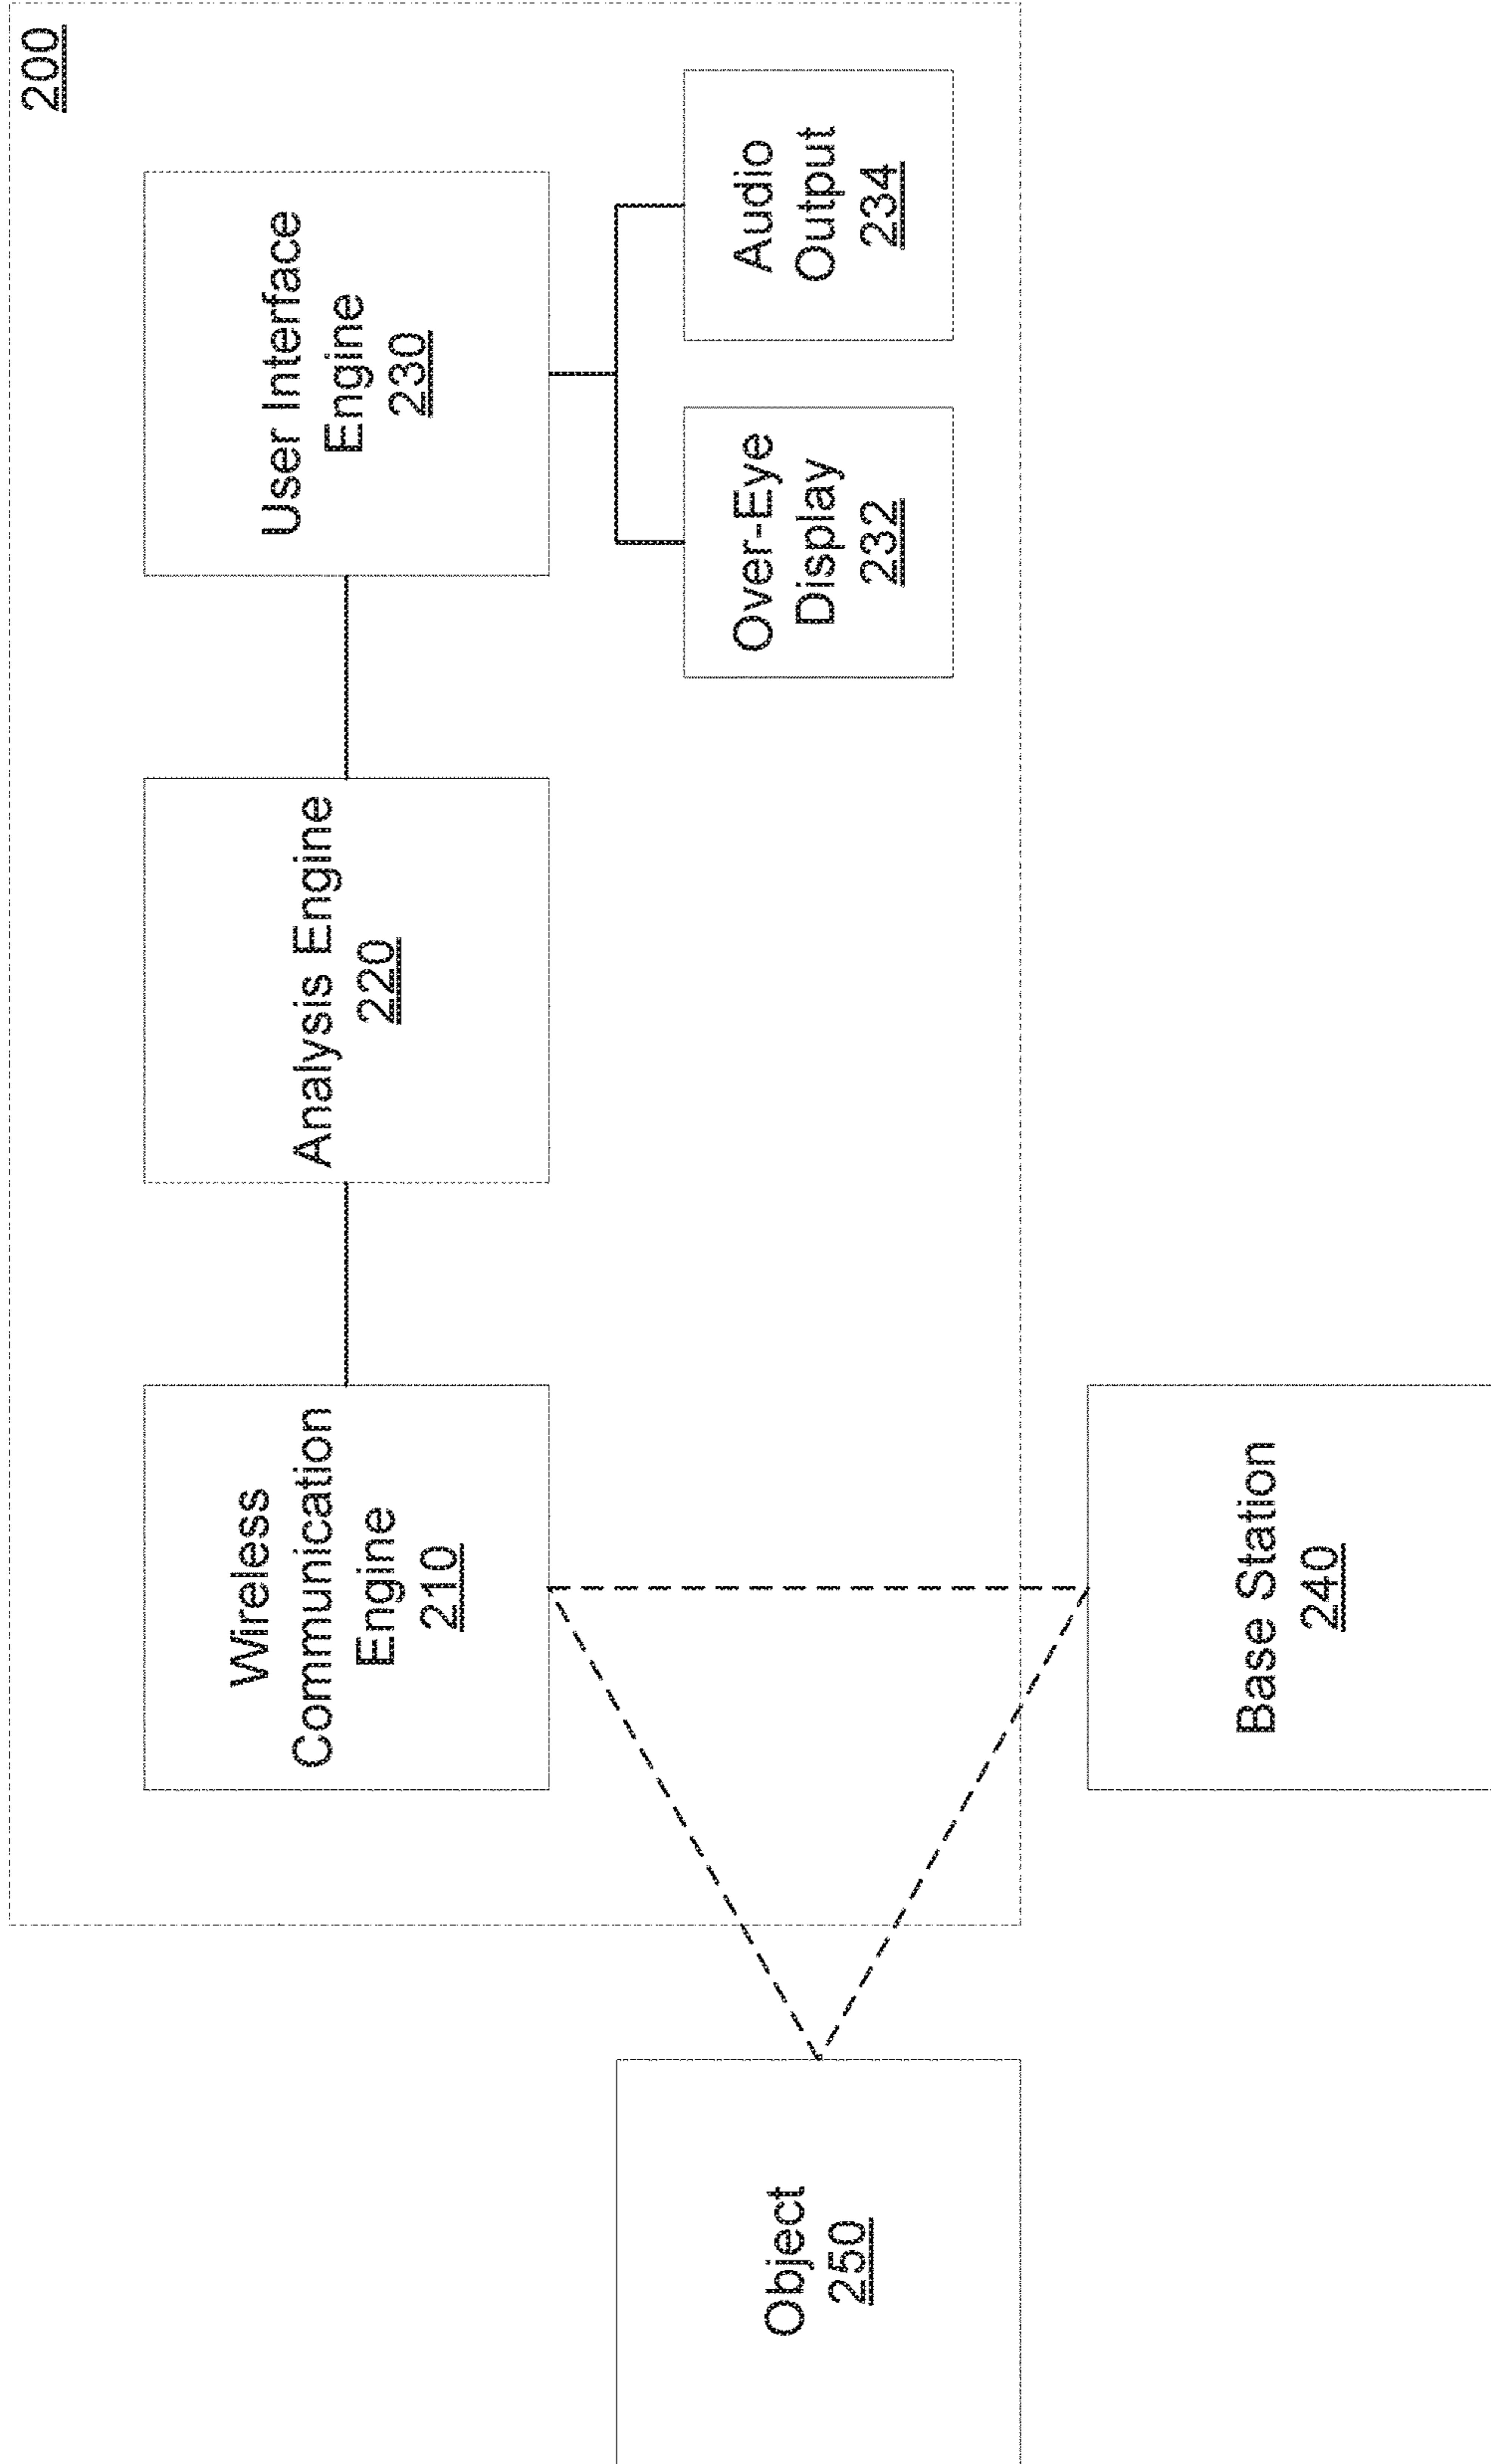 200
Wireless
Communication
Engine
210
Analysis Engine
220
User Interface
Engine
230
Over-Eye
Display
232
Audio
Output
234
Object
250
Base Station
240